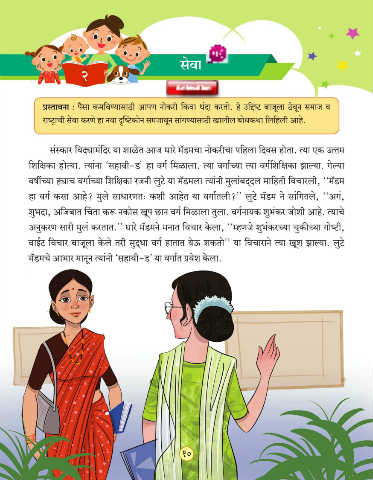 २
सेवा
प्रस्तावना : पैसा कमविण्यासाठी आपण नोकरी किंवा धंदा करतो. हे उद्दिष्ट बाजूला ठेवून समाज व
राष्ट्राची सेवा करणे हा नवा दृष्टिकोन समजावून सांगण्यासाठी खालील बोधकथा लिहिली आहे.
संस्कार विद्यामंदिर या शाळेत आज घारे मॅडमचा नोकरीचा पहिला दिवस होता. त्या एक उत्तम
शिक्षिका होत्या. त्यांना 'सहावी-ड' हा वर्ग मिळाला. त्या वर्गाच्या त्या वर्गशिक्षिका झाल्या. गेल्या
वर्षीच्या ह्याच वर्गाच्या शिक्षिका रजनी लुटे या मॅडमला त्यांनी मुलांबद्दल माहिती विचारली, "मॅडम
हा वर्ग कसा आहे? मुले साधारणतः कशी आहेत या वर्गातली?" लुटे मॅडम ने सांगितले, "अगं,
शुभदा, अजिबात चिंता करू नकोस खूप छान वर्ग मिळाला तुला. वर्गनायक शुभंकर जोशी आहे. त्याचे
अनुकरण सारी मुलं करतात." घारे मॅडमने मनात विचार केला, "म्हणजे शुभंकरच्या चुकीच्या गोष्टी,
वाईट विचार बाजूला केले तरी सुद्धा वर्ग हातात येऊ शकतो" या विचाराने त्या खूश झाल्या. लुटे
मॅडमचे आभार मानून त्यांनी 'सहावी-ड' या वर्गात प्रवेश केला.
१०